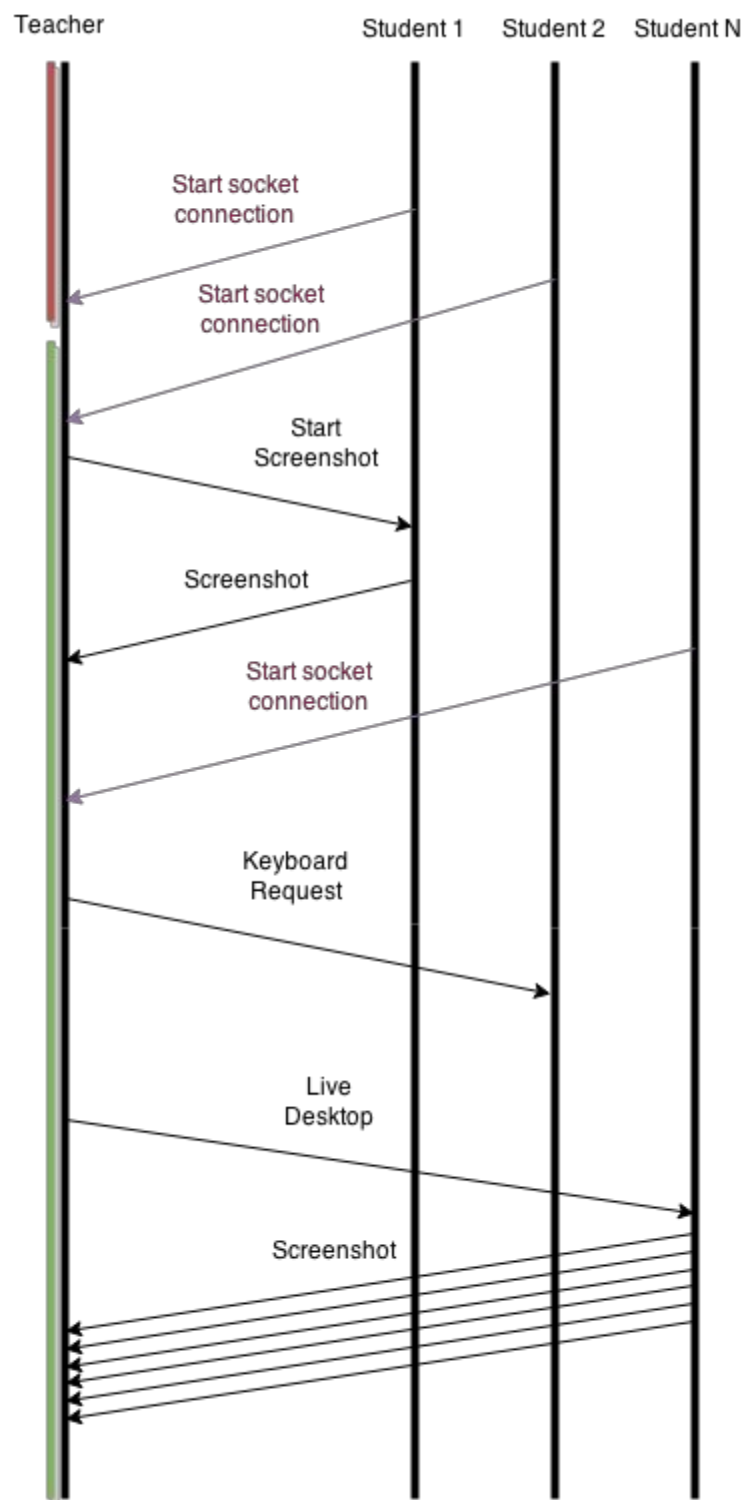 Teacher
Student 1
Student 2
Student N
Start socket
connection
Start socket
connection
Start
Screenshot
Screenshot
Start socket
connection
Keyboard
Request
Live
Desktop
Screenshot